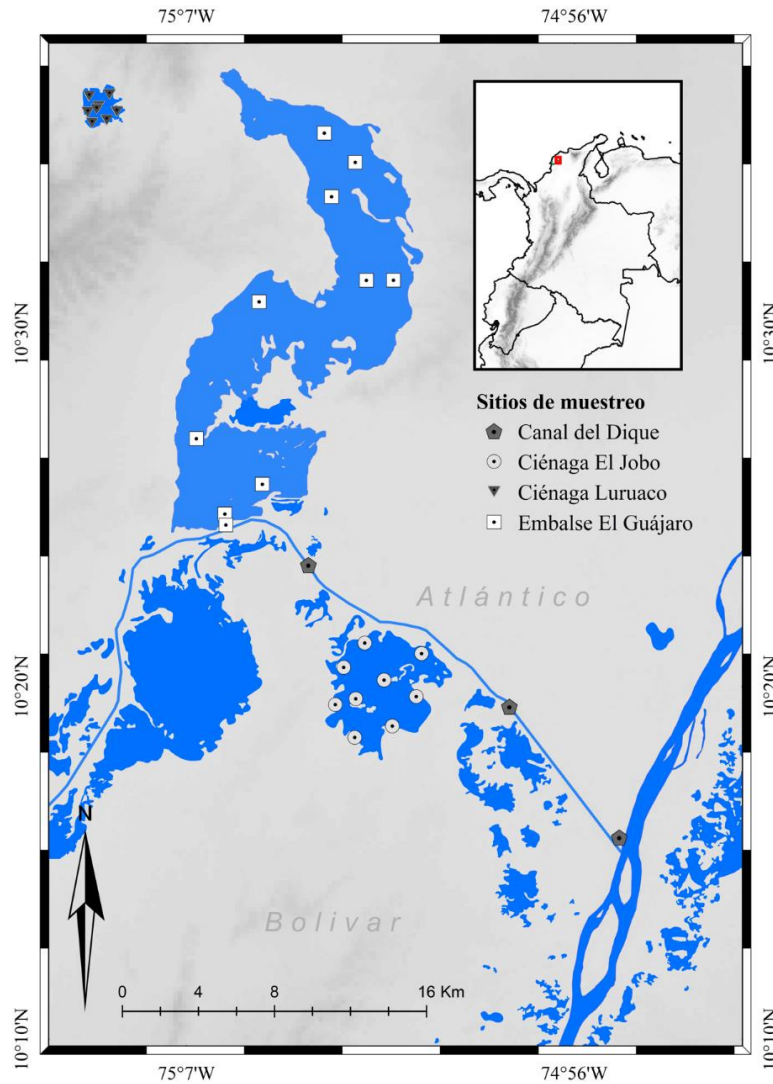 75°7'W 74°56'W
10°30'N 10°30'N
Sitios de muestreo
Canal del Dique
Ciénaga El Jobo
Ciénaga Luruaco
Embalse El Guájaro
Atlántico
10°20'N 10°20'N
N
Bolivar
0 4 8 16 Km
10°10'N 10°10'N
75°7'W 74°56'W